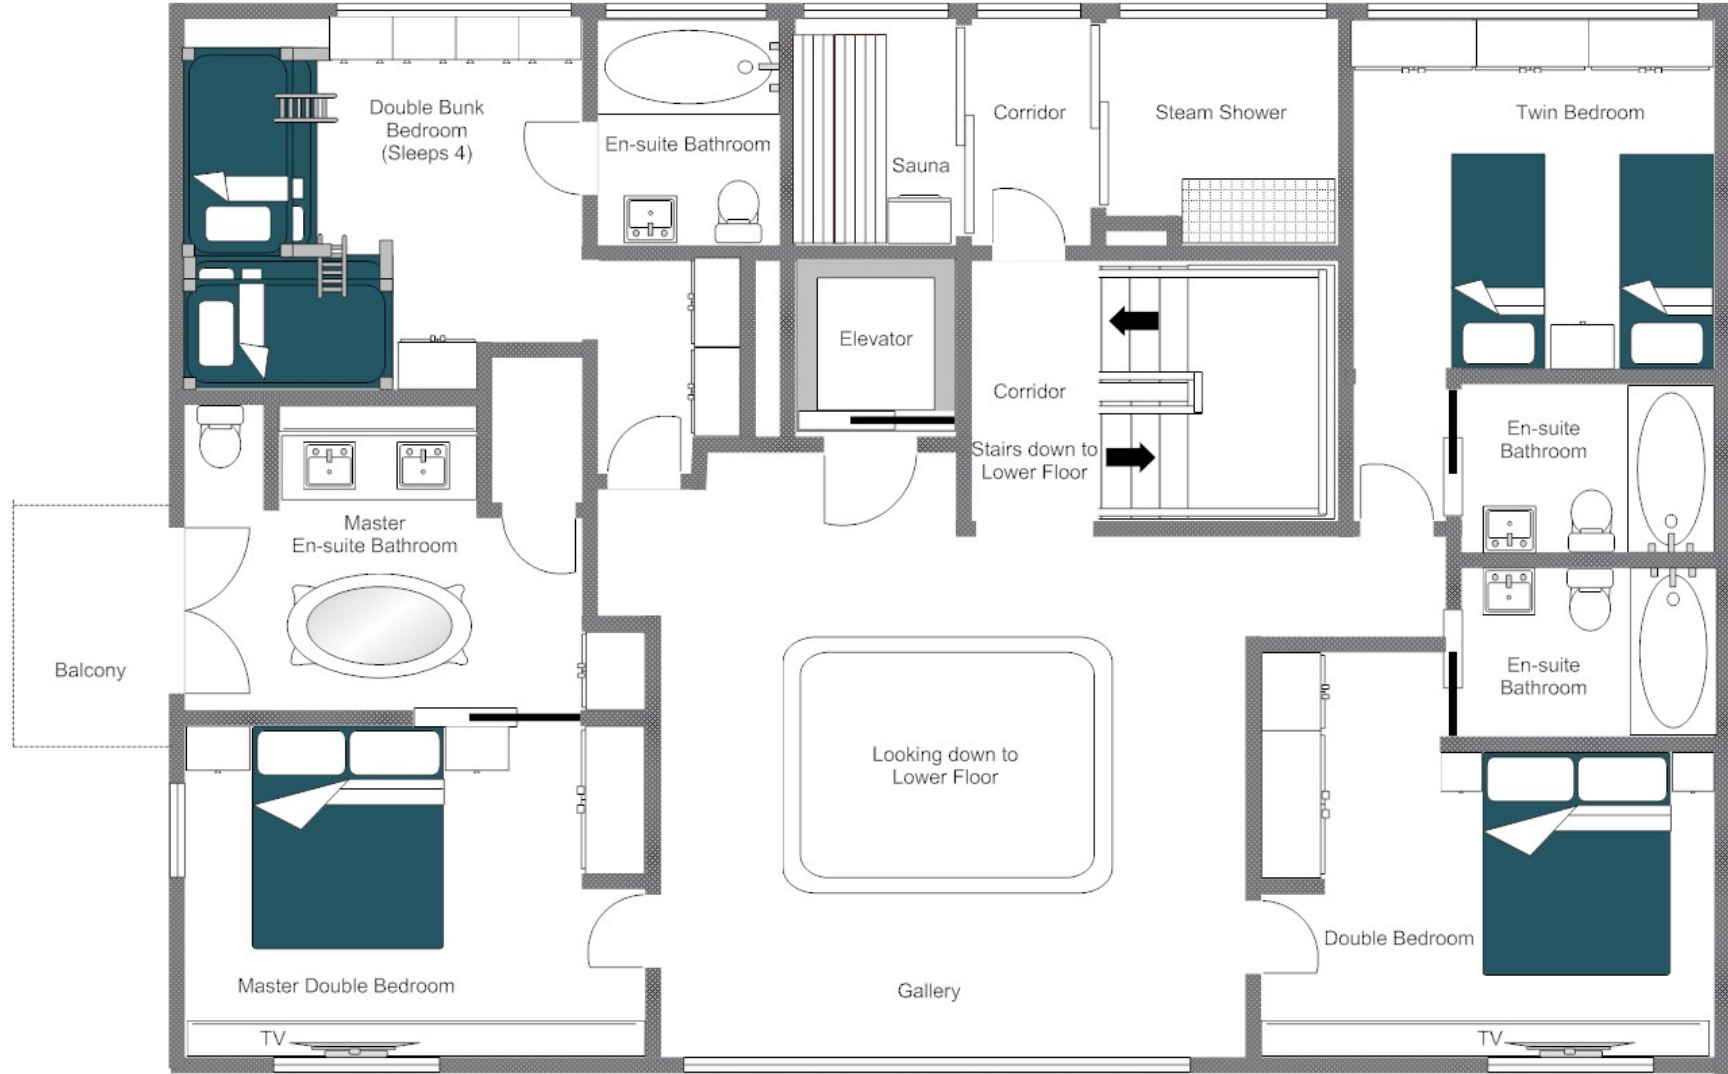 Double Bunk
Bedroom
(Sleeps 4)
En-suite Bathroom
Sauna
Corridor
Steam Shower
Twin Bedroom
Elevator
Corridor
Stairs down to
Lower Floor
En-suite
Bathroom
Master
En-suite Bathroom
Balcony
En-suite
Bathroom
Looking down to
Lower Floor
Double Bedroom
Master Double Bedroom
Gallery
TV
TV